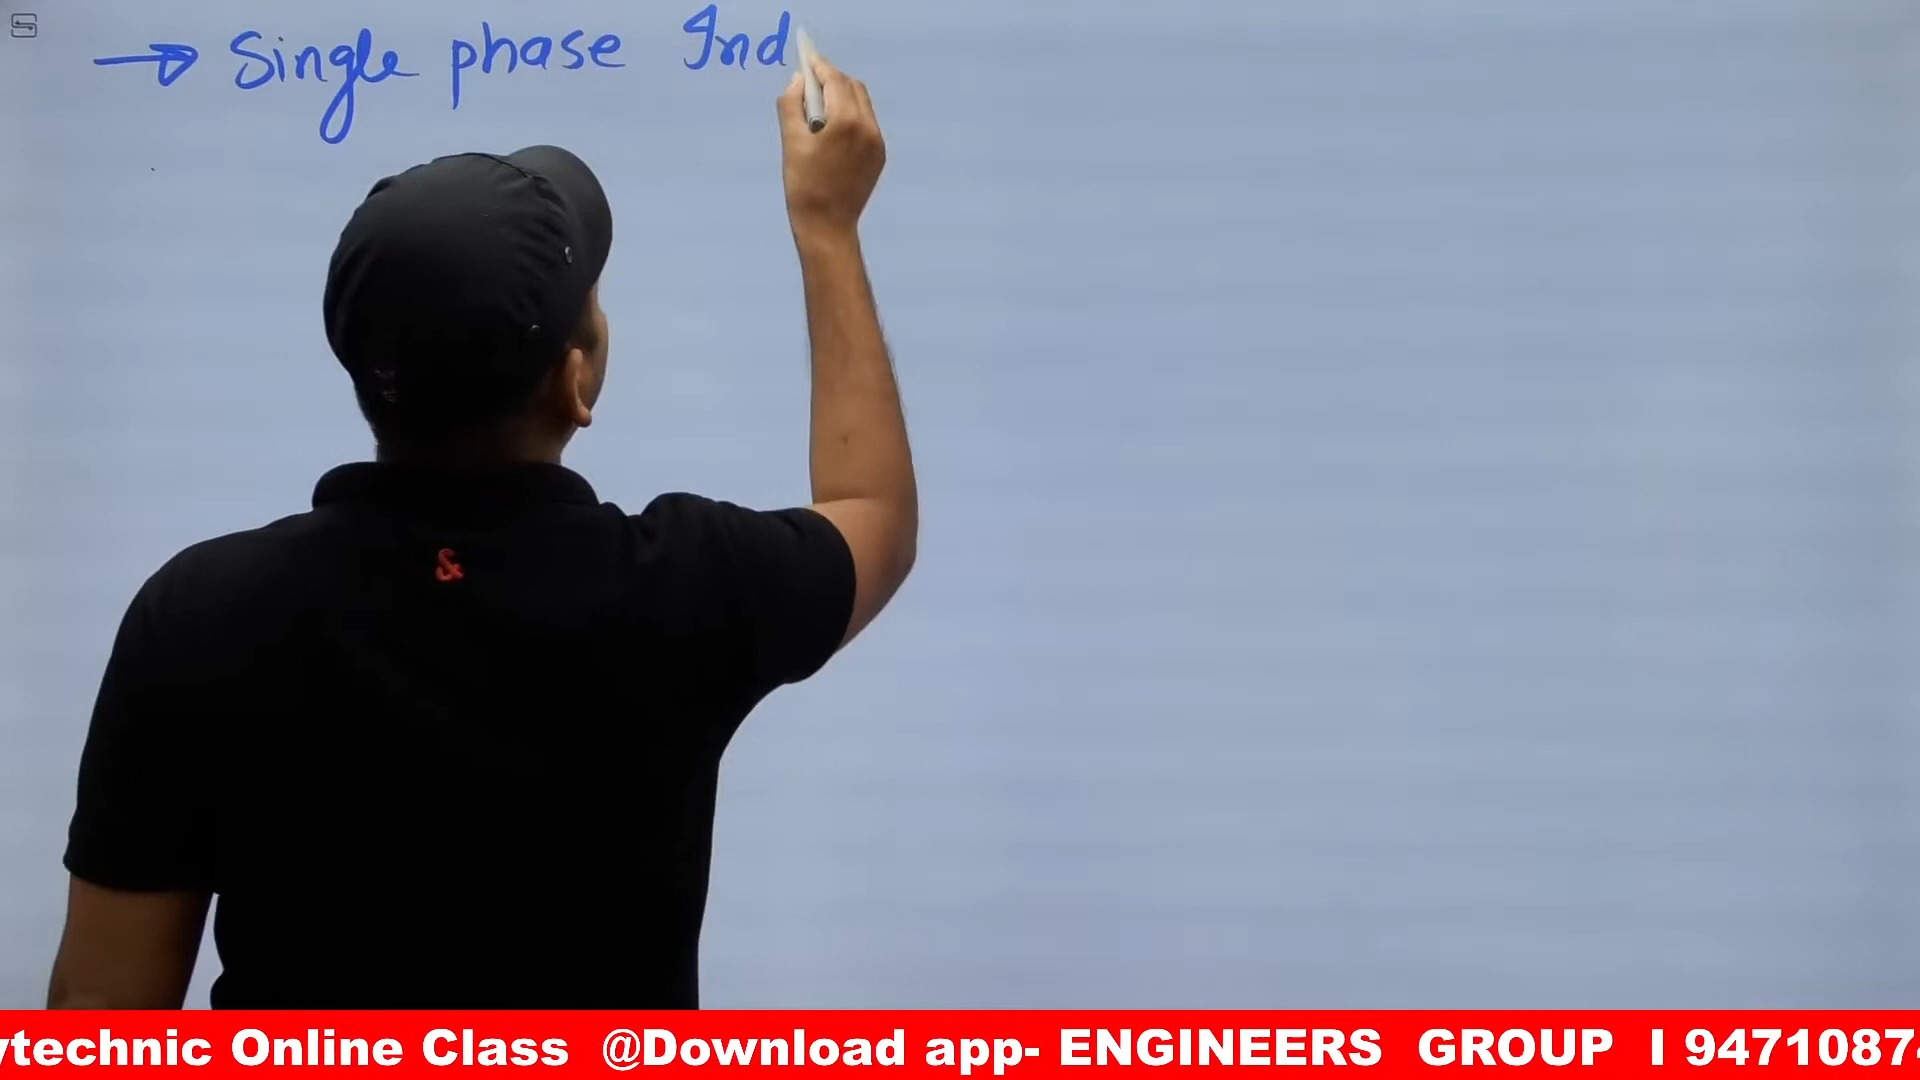 → Single phase Ind
&
ytechnic Online Class @Download app- ENGINEERS GROUP I 9471087